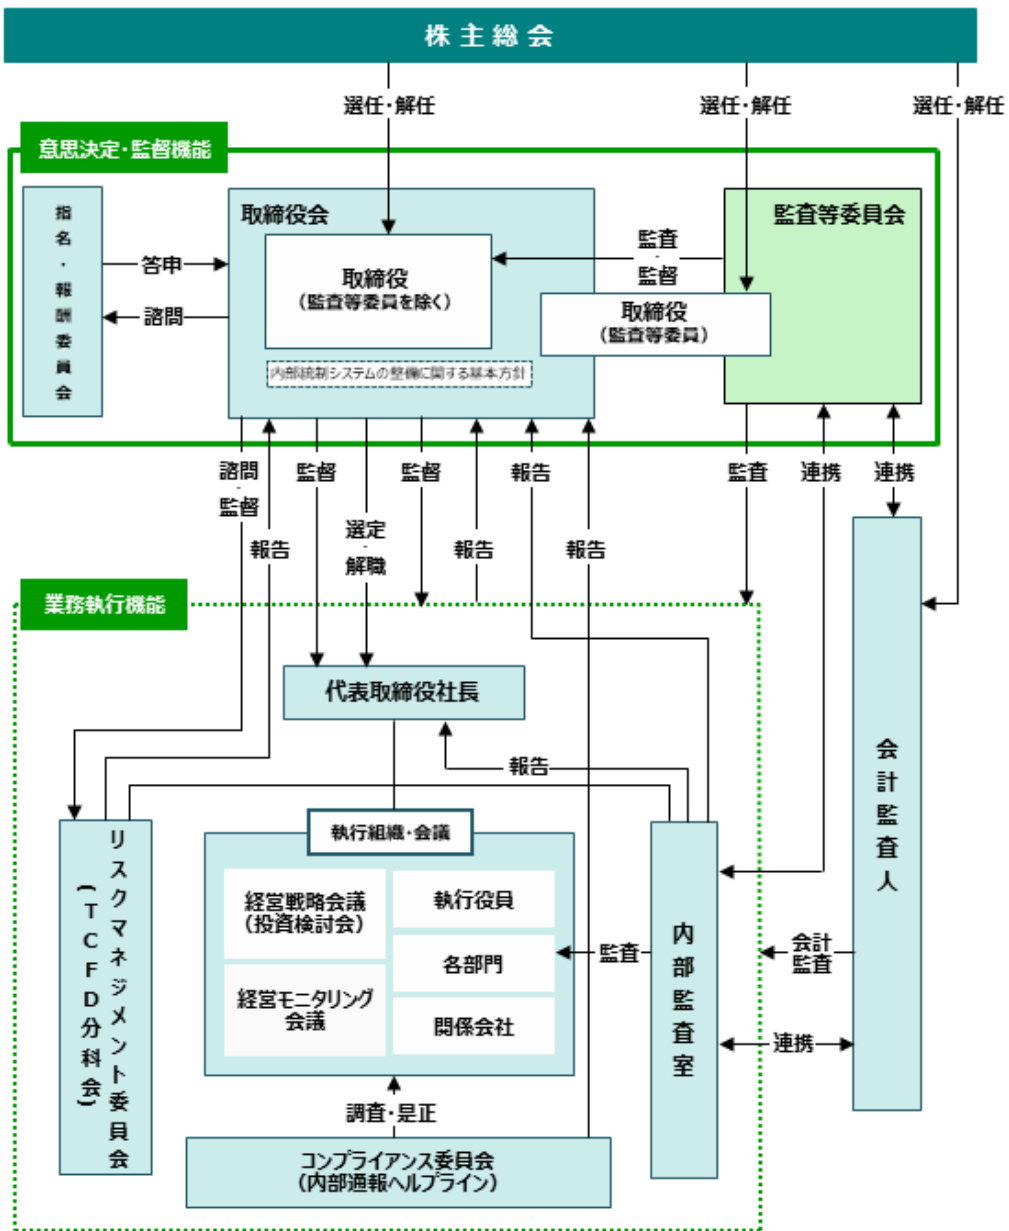 株主総会
選任・解任
選任・解任
選任・解任
意思決定・監督機能
指名・報酬委員会
答申
諮問
取締役会
取締役
（監査等委員を除く）
内部統制システムの整備に関する基本方針
監査
・
監督
監査等委員会
取締役
（監査等委員）
諮問
・
監督
報告
監督
選定
・
解職
監督
報告
報告
報告
監査
連携
連携
業務執行機能
代表取締役社長
報告
執行組織・会議
経営戦略会議
（投資検討会）
経営モニタリング
会議
執行役員
各部門
関係会社
監査
リスクマネジメント委員会
（TCFD分科会）
内部監査室
会計監査人
会計
監査
連携
調査・是正
コンプライアンス委員会
（内部通報ヘルプライン）